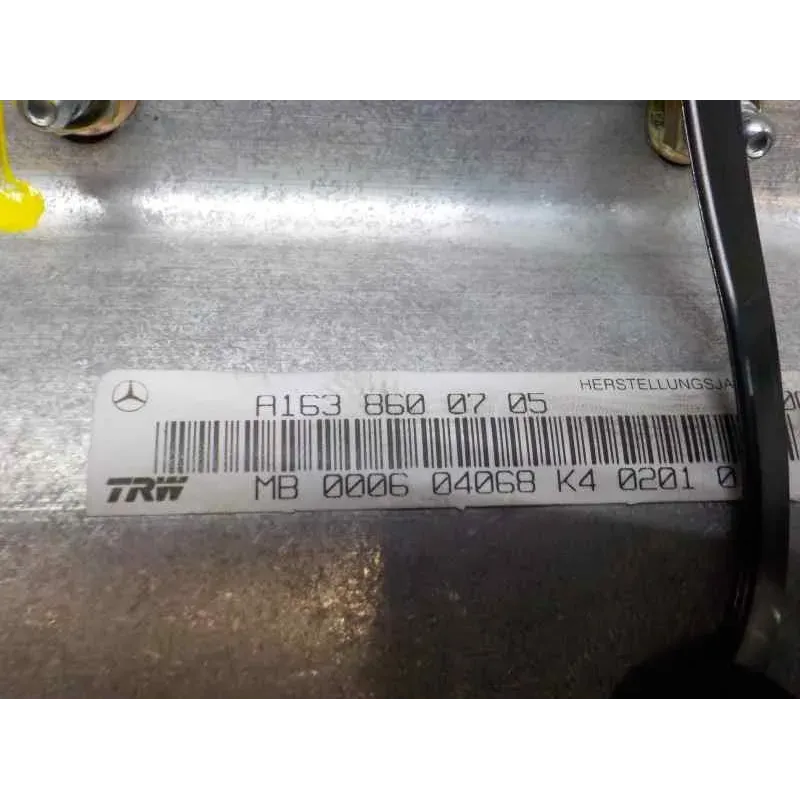 HERSTELLUNGSJA
A163 860 07 05
TRW
MB 0006 04068 K4 0201 0